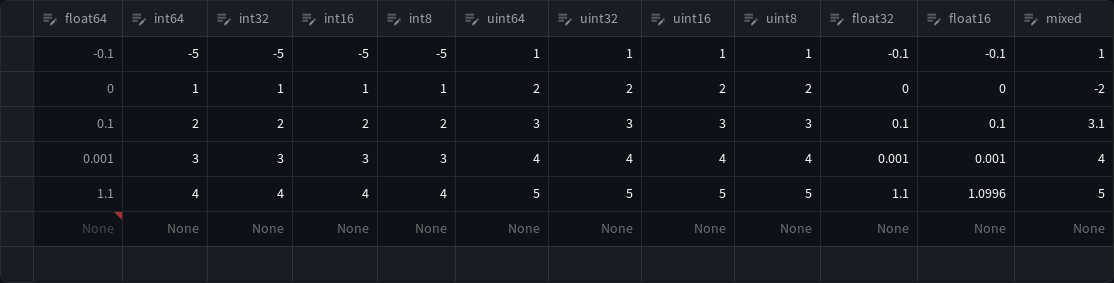 float64 int64 int32 int16 int8 uint64 uint32 uint16 uint8 float32 float16 mixed
-0.1 -5 -5 -5 -5 1 1 1 1 -0.1 -0.1 1
0 1 1 1 1 2 2 2 2 0 0 -2
0.1 2 2 2 2 3 3 3 3 0.1 0.1 3.1
0.001 3 3 3 3 4 4 4 4 0.001 0.001 4
1.1 4 4 4 4 5 5 5 5 1.1 1.0996 5
None None None None None None None None None None None None